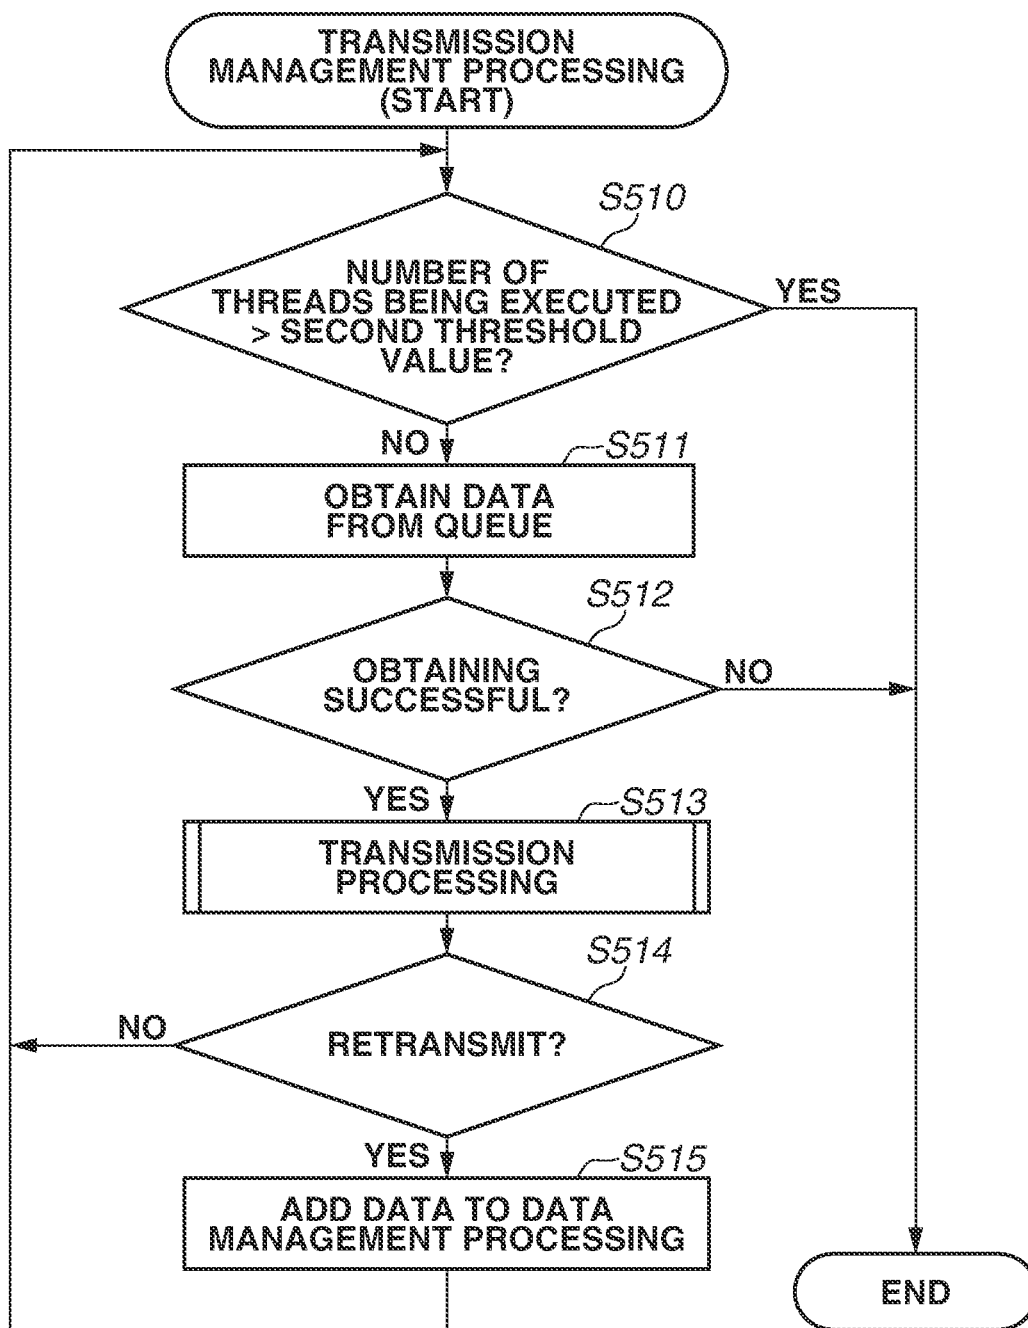 TRANSMISSION
MANAGEMENT PROCESSING
(START)
S510
NUMBER OF
THREADS BEING EXECUTED
> SECOND THRESHOLD
VALUE?
YES
NO
S511
OBTAIN DATA
FROM QUEUE
S512
OBTAINING
SUCCESSFUL?
NO
YES
S513
TRANSMISSION
PROCESSING
S514
RETRANSMIT?
NO
YES
S515
ADD DATA TO DATA
MANAGEMENT PROCESSING
END